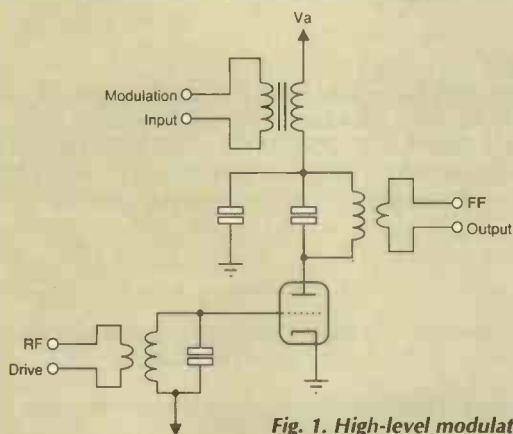 Va
Modulation
Input
FF
Output
RF
Drive
Fig. 1. High-level modulat